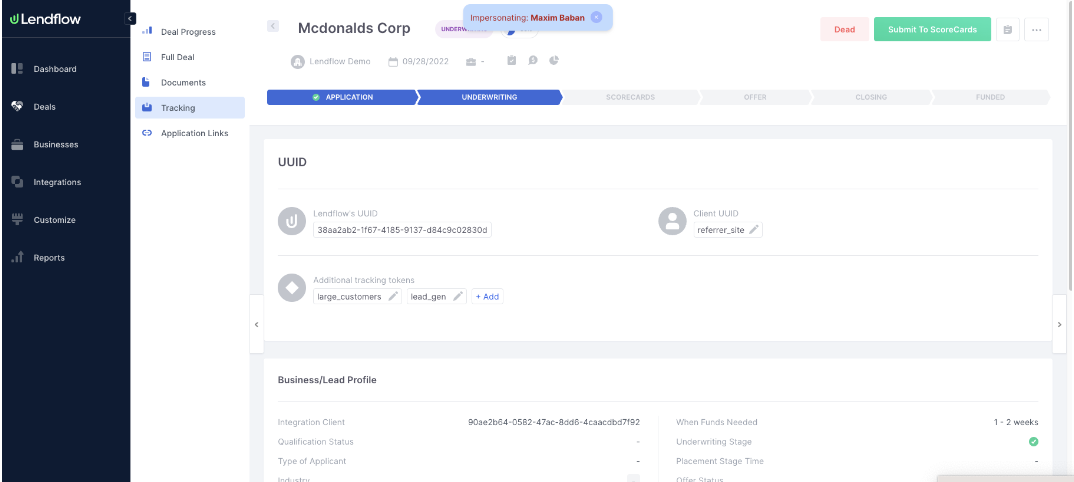 Lendflow
Dashboard
Deals
Businesses
Integrations
Customize
Reports
Deal Progress
Full Deal
Documents
Tracking
Application Links
Impersonating: Maxim Baban
Mcdonalds Corp
Dead
Submit To ScoreCards
Lendflow Demo
09/28/2022
-
APPLICATION
UNDERWRITING
SCORECARDS
OFFER
CLOSING
FUNDED
UUID
Lendflow's UUID
38aa2ab2-1f67-4185-9137-d84c9c02830d
Client UUID
referrer_site
Additional tracking tokens
large_customers
lead_gen
+ Add
Business/Lead Profile
Integration Client 90ae2b64-0582-47ac-8dd6-4caacdbd7f92
Qualification Status -
Type of Applicant -
Industry
When Funds Needed 1 - 2 weeks
Underwriting Stage
Placement Stage Time -
Offer Status